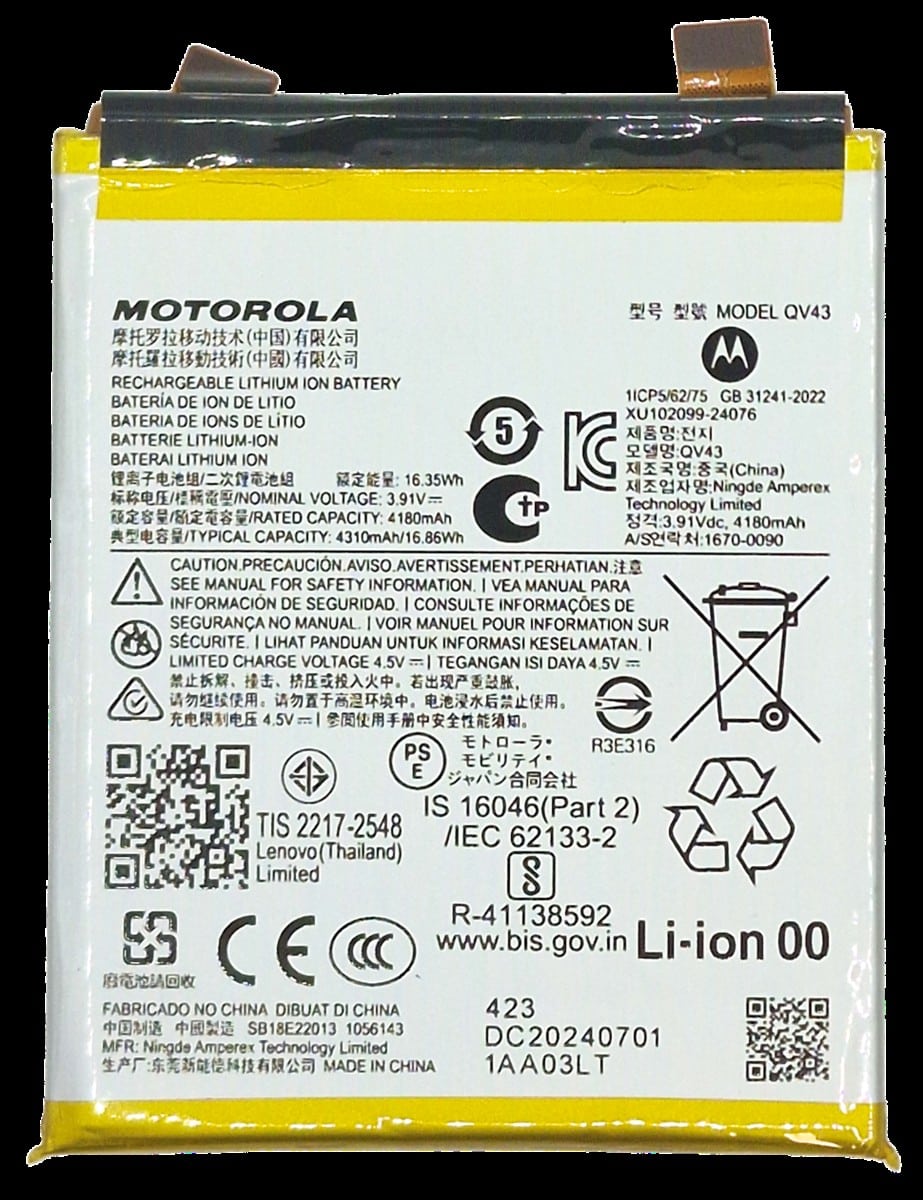 MOTOROLA
摩托罗拉移动技术(中国)有限公司
摩托羅拉移動技術(中國)有限公司
RECHARGEABLE LITHIUM ION BATTERY
BATERÍA DE ION DE LITIO
BATERIA DE IONS DE LÍTIO
BATTERIE LITHIUM-ION
BATERAI LITHIUM ION
锂离子电池组/二次鋰電池組 额定能量: 16.35Wh
标称电压/標稱電壓/NOMINAL VOLTAGE: 3.91V⎓
额定容量/額定電容量/RATED CAPACITY: 4180mAh
典型电容量/TYPICAL CAPACITY: 4310mAh/16.86Wh
型号 型號 MODEL QV43
1ICP5/62/75 GB 31241-2022
XU102099-24076
제품명:전지
모델명:QV43
제조국명:중국(China)
제조업자명:Ningde Amperex
Technology Limited
정격:3.91Vdc, 4180mAh
A/S연락처:1670-0090
5
tP
CAUTION.PRECAUCIÓN.AVISO.AVERTISSEMENT.PERHATIAN.注意
SEE MANUAL FOR SAFETY INFORMATION. | VEA MANUAL PARA
INFORMACIÓN DE SEGURIDAD. | CONSULTE INFORMAÇÕES DE
SEGURANÇA NO MANUAL. | VOIR MANUEL POUR INFORMATION SUR
SÉCURITE. | LIHAT PANDUAN UNTUK INFORMASI KESELAMATAN. |
LIMITED CHARGE VOLTAGE 4.5V⎓| TEGANGAN ISI DAYA 4.5V ⎓
禁止拆解、撞击、挤压或投入火中。若出现严重鼓胀,
请勿继续使用。请勿置于高温环境中。电池浸水后禁止使用。
充电限制电压 4.5V⎓| 參閲使用手册中安全性能須知。
R3E316
PS
E
モトローラ・
モビリティ・
ジャパン合同会社
TIS 2217-2548
Lenovo(Thailand)
Limited
IS 16046(Part 2)
/IEC 62133-2
R-41138592
www.bis.gov.in
Li-ion 00
廢電池請回收
CE
CCC
FABRICADO NO CHINA DIBUAT DI CHINA
中国制造 中國製造 SB18E22013 1056143
MFR: Ningde Amperex Technology Limited
生产厂:东莞新能德科技有限公司 MADE IN CHINA
423
DC20240701
1AA03LT